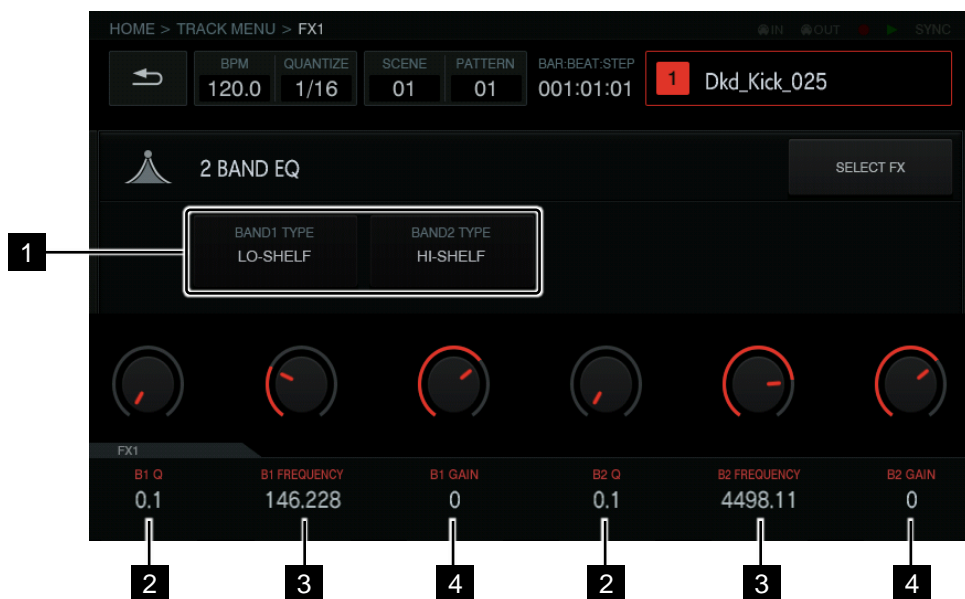 HOME > TRACK MENU > FX1
IN OUT SYNC
BPM QUANTIZE SCENE PATTERN BAR:BEAT:STEP
120.0 1/16 01 01 001:01:01 1 Dkd_Kick_025
2 BAND EQ SELECT FX
BAND1 TYPE BAND2 TYPE
1 LO-SHELF HI-SHELF
FX1
B1 Q B1 FREQUENCY B1 GAIN B2 Q B2 FREQUENCY B2 GAIN
0.1 146.228 0 0.1 4498.11 0
2 3 4 2 3 4